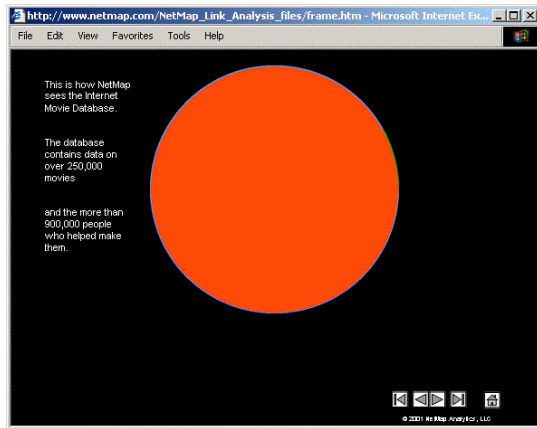 http://www.netmap.com/NetMap_Link_Analysis_files/frame.htm - Microsoft Internet Ex...
File Edit View Favorites Tools Help
This is how NetMap
sees the Internet
Movie Database.
The database
contains data on
over 250,000
movies
and the more than
900,000 people
who helped make
them.
© 2001 NetMap Analytics, LLC